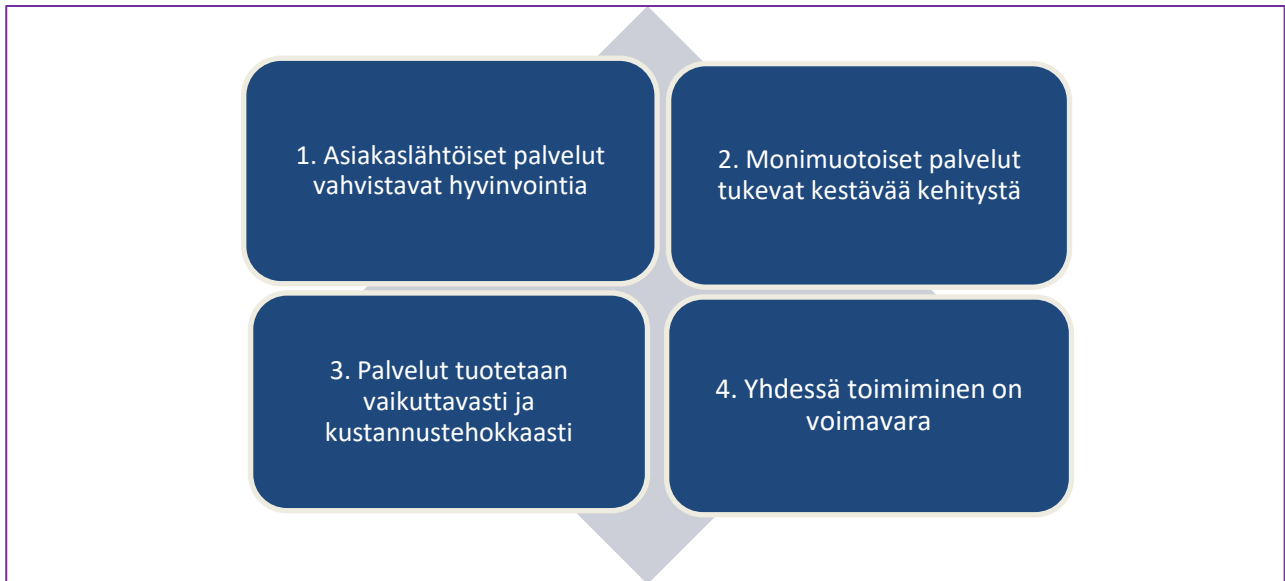 1. Asiakaslähtöiset palvelut
vahvistavat hyvinvointia
2. Monimuotoiset palvelut
tukevat kestävää kehitystä
3. Palvelut tuotetaan
vaikuttavasti ja
kustannustehokkaasti
4. Yhdessä toimiminen on
voimavara